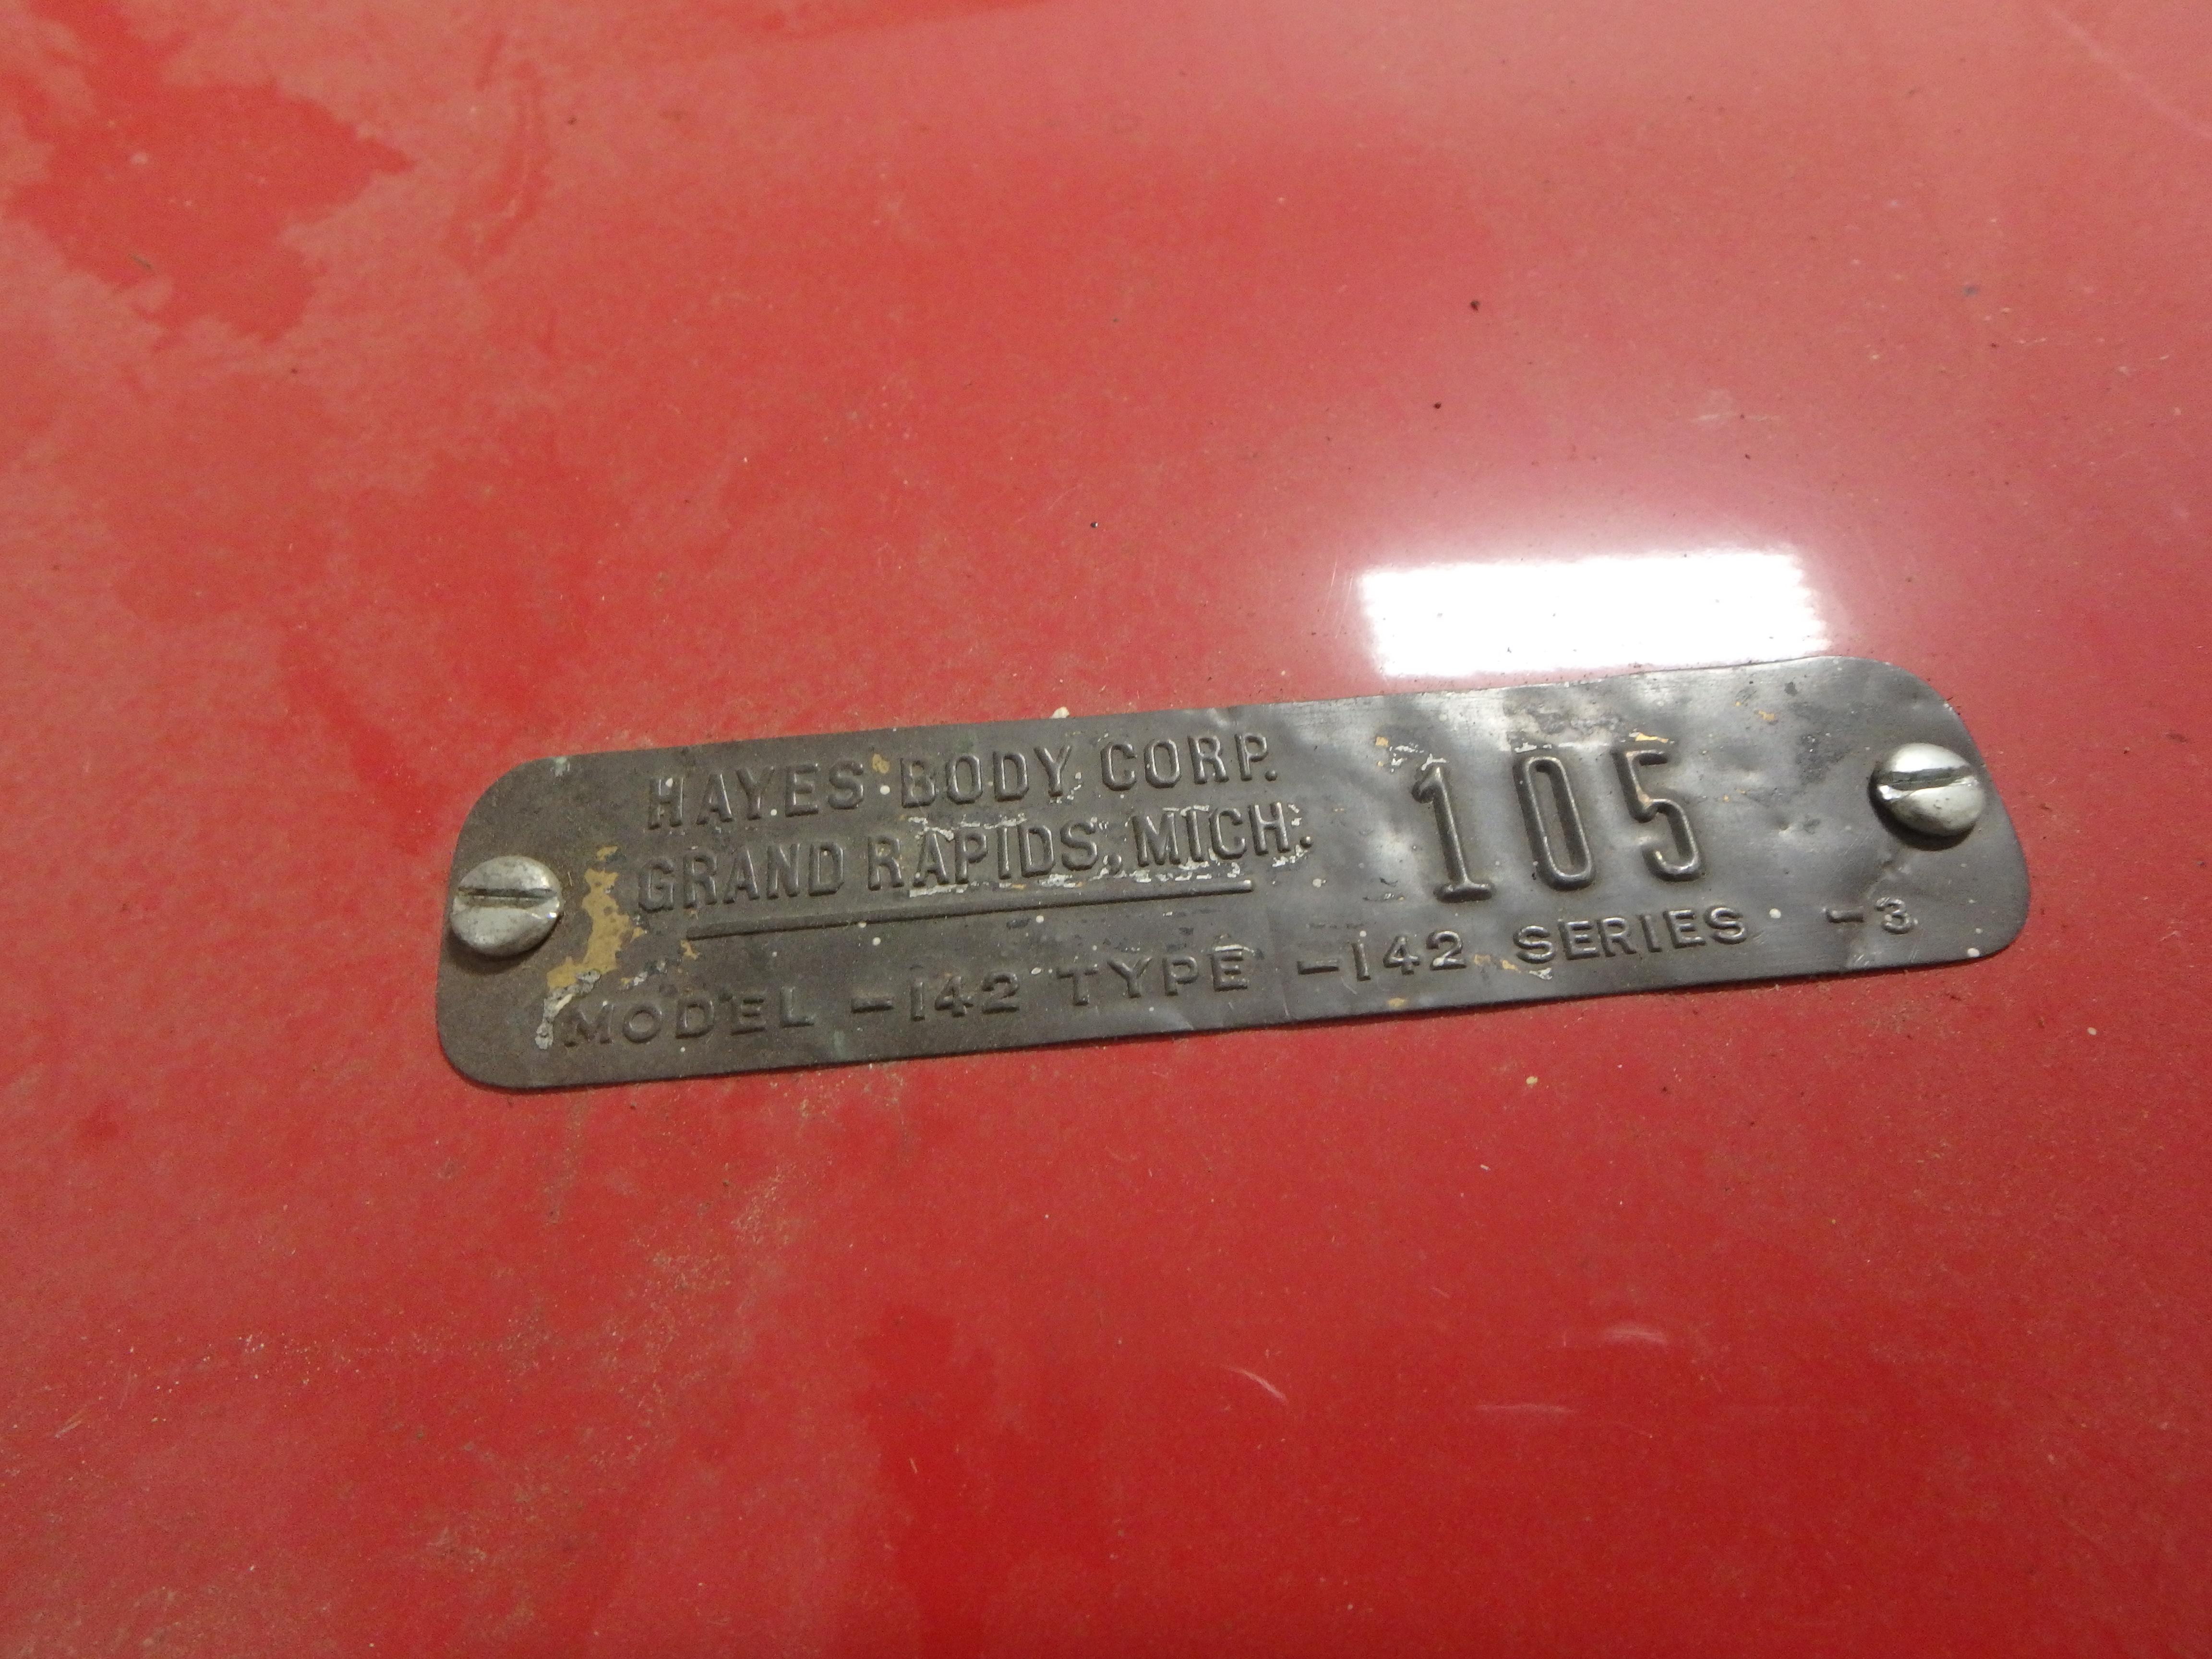 HAYES BODY CORP.
GRAND RAPIDS, MICH.
105
MODEL -142 TYPE -142 SERIES -3